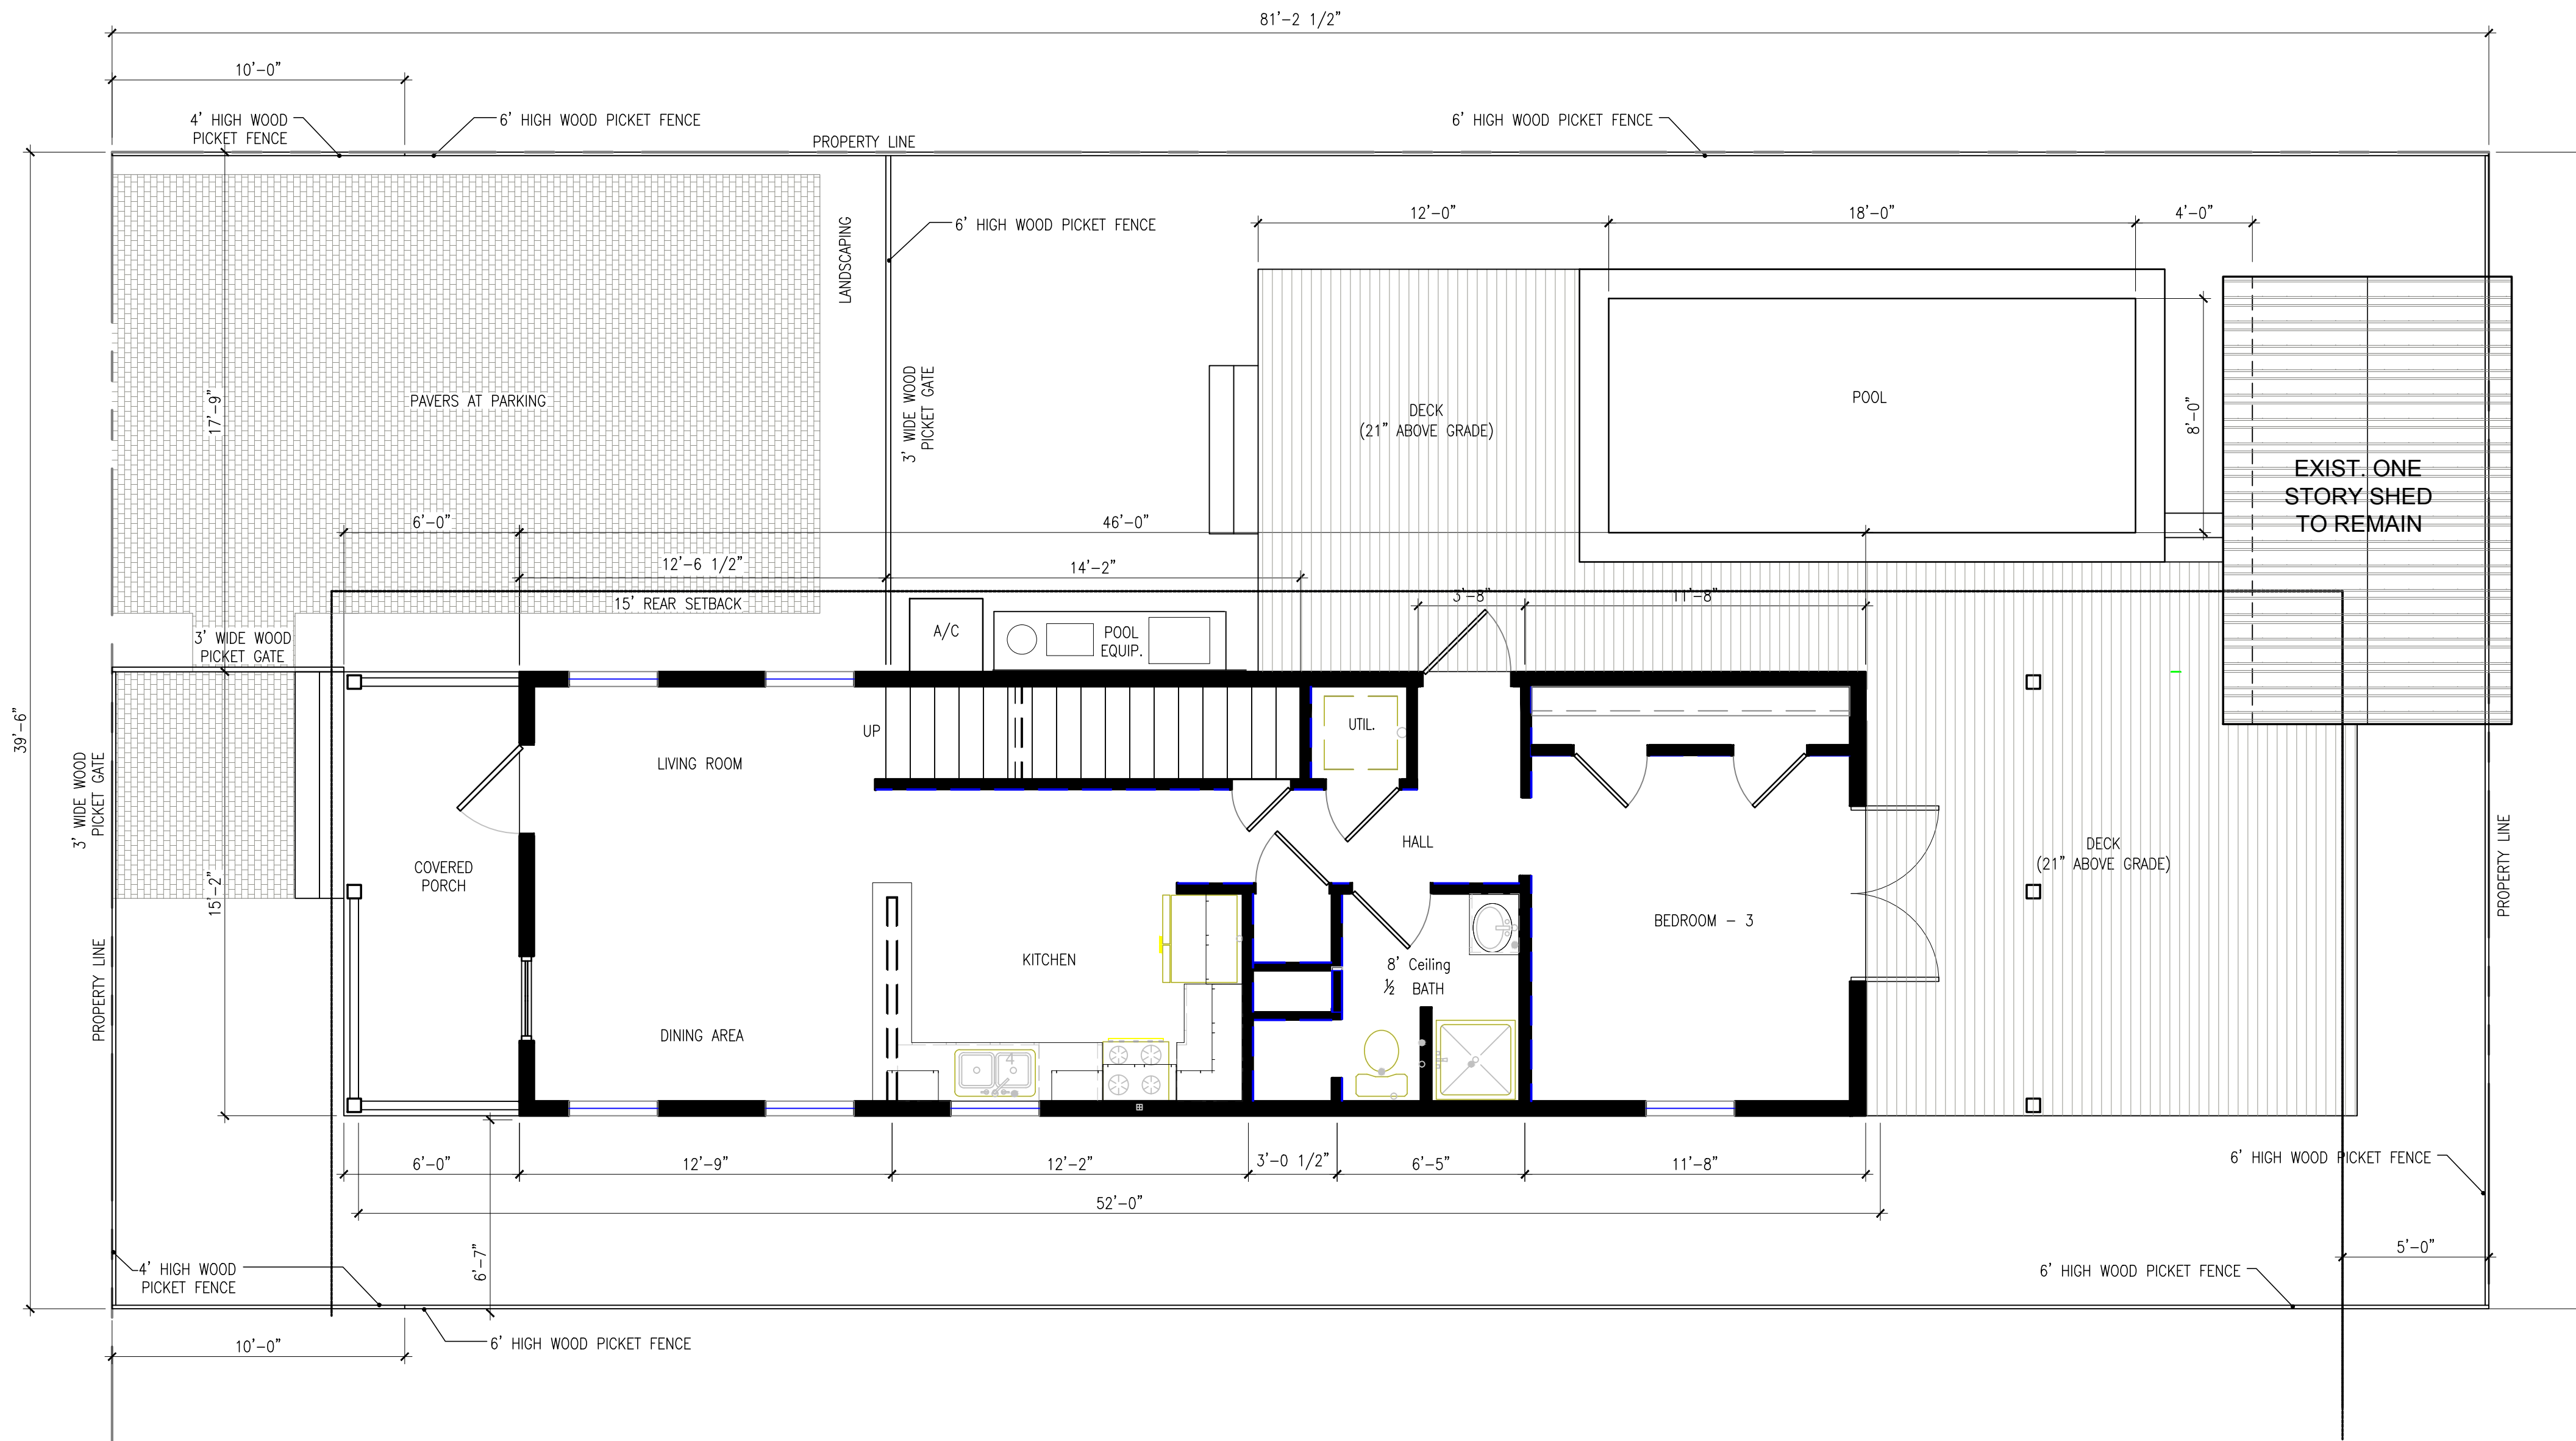 81'-2 1/2"
10'-0"
4' HIGH WOOD
PICKET FENCE
6' HIGH WOOD PICKET FENCE
PROPERTY LINE
6' HIGH WOOD PICKET FENCE
LANDSCAPING
6' HIGH WOOD PICKET FENCE
12'-0"
18'-0"
4'-0"
17'-9"
PAVERS AT PARKING
3' WIDE WOOD
PICKET GATE
DECK
(21" ABOVE GRADE)
POOL
8'-0"
EXIST. ONE
STORY SHED
TO REMAIN
6'-0"
46'-0"
12'-6 1/2"
14'-2"
15' REAR SETBACK
3'-8"
11'-8"
3' WIDE WOOD
PICKET GATE
A/C
POOL
EQUIP.
39'-6"
UP
UTIL.
LIVING ROOM
3' WIDE WOOD
PICKET GATE
HALL
COVERED
PORCH
15'-2"
DECK
(21" ABOVE GRADE)
PROPERTY LINE
BEDROOM - 3
KITCHEN
8' Ceiling
½ BATH
PROPERTY LINE
DINING AREA
4
6'-0"
12'-9"
12'-2"
3'-0 1/2"
6'-5"
11'-8"
6' HIGH WOOD PICKET FENCE
52'-0"
6'-7"
5'-0"
4' HIGH WOOD
PICKET FENCE
6' HIGH WOOD PICKET FENCE
10'-0"
6' HIGH WOOD PICKET FENCE